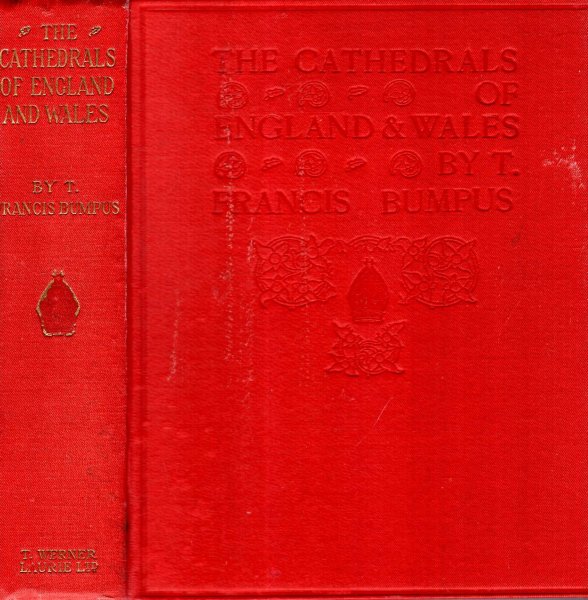 THE
CATHEDRALS
OF ENGLAND
AND WALES
BY T.
FRANCIS BUMPUS
T. WERNER
LAURIE LTD
THE CATHEDRALS
OF
ENGLAND & WALES
BY T.
FRANCIS BUMPUS